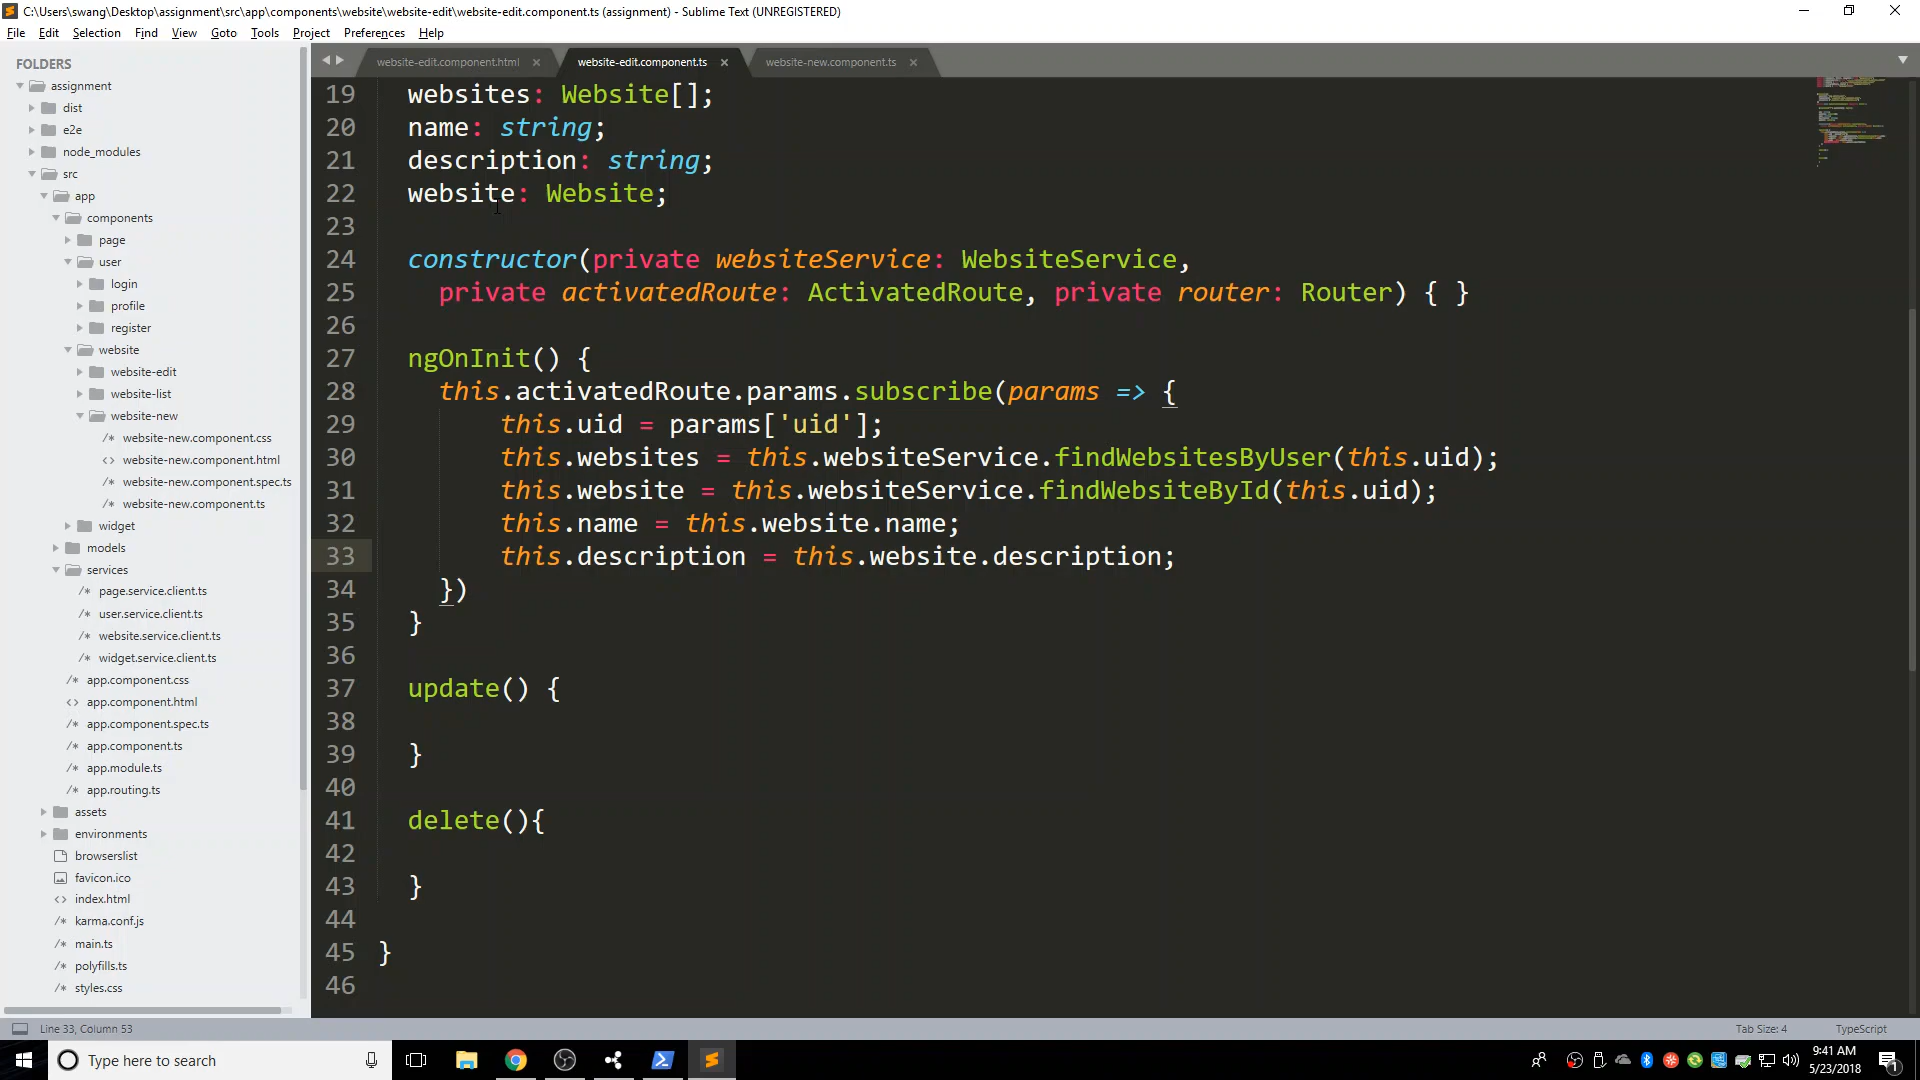 C:\Users\swang\Desktop\assignment\src\app\components\website\website-edit\website-edit.component.ts (assignment) - Sublime Text (UNREGISTERED)
File Edit Selection Find View Goto Tools Project Preferences Help
FOLDERS
assignment
dist
e2e
node_modules
src
app
components
page
user
login
profile
register
website
website-edit
website-list
website-new
/* website-new.component.css
<> website-new.component.html
/* website-new.component.spec.ts
/* website-new.component.ts
widget
models
services
/* page.service.client.ts
/* user.service.client.ts
/* website.service.client.ts
/* widget.service.client.ts
/* app.component.css
<> app.component.html
/* app.component.spec.ts
/* app.component.ts
/* app.module.ts
/* app.routing.ts
assets
environments
browserslist
favicon.ico
<> index.html
/* karma.conf.js
/* main.ts
/* polyfills.ts
/* styles.css
website-edit.component.html × website-edit.component.ts × website-new.component.ts ×
19 websites: Website[];
20 name: string;
21 description: string;
22 website: Website;
23
24 constructor(private websiteService: WebsiteService,
25 private activatedRoute: ActivatedRoute, private router: Router) { }
26
27 ngOnInit() {
28 this.activatedRoute.params.subscribe(params => {
29 this.uid = params['uid'];
30 this.websites = this.websiteService.findWebsitesByUser(this.uid);
31 this.website = this.websiteService.findWebsiteById(this.uid);
32 this.name = this.website.name;
33 this.description = this.website.description;
34 })
35 }
36
37 update() {
38
39 }
40
41 delete(){
42
43 }
44
45 }
46
Line 33, Column 53 Tab Size: 4 TypeScript
Type here to search
9:41 AM
5/23/2018
1